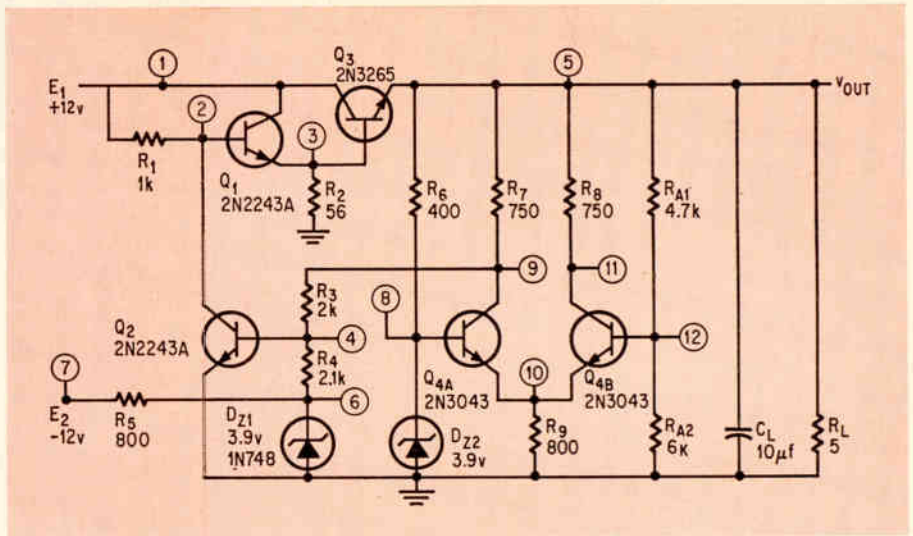 E1
+12v
1
2
R1
1k
Q1
2N2243A
3
R2
56
Q3
2N3265
5
VOUT
R6
400
R7
750
R8
750
RA1
4.7k
9
11
R3
2k
8
4
12
Q2
2N2243A
R4
2.1k
Q4A
2N3043
10
Q4B
2N3043
7
E2
-12v
R5
800
6
DZ1
3.9v
1N748
DZ2
3.9v
R9
800
RA2
6K
CL
10μf
RL
5